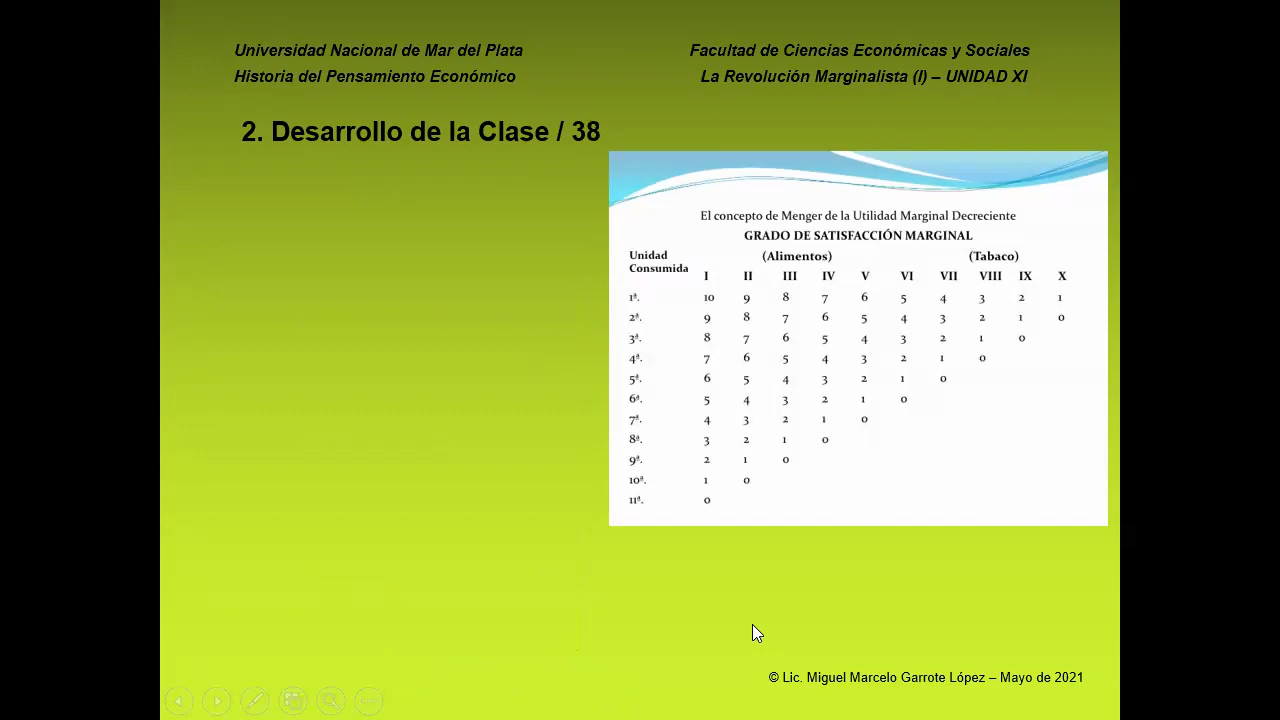 Universidad Nacional de Mar del Plata Facultad de Ciencias Económicas y Sociales
Historia del Pensamiento Económico La Revolución Marginalista (I) – UNIDAD XI
2. Desarrollo de la Clase / 38
El concepto de Menger de la Utilidad Marginal Decreciente
GRADO DE SATISFACCIÓN MARGINAL
Unidad Consumida (Alimentos) (Tabaco)
I II III IV V VI VII VIII IX X
1ª. 10 9 8 7 6 5 4 3 2 1
2ª. 9 8 7 6 5 4 3 2 1 0
3ª. 8 7 6 5 4 3 2 1 0
4ª. 7 6 5 4 3 2 1 0
5ª. 6 5 4 3 2 1 0
6ª. 5 4 3 2 1 0
7ª. 4 3 2 1 0
8ª. 3 2 1 0
9ª. 2 1 0
10ª. 1 0
11ª. 0
© Lic. Miguel Marcelo Garrote López – Mayo de 2021